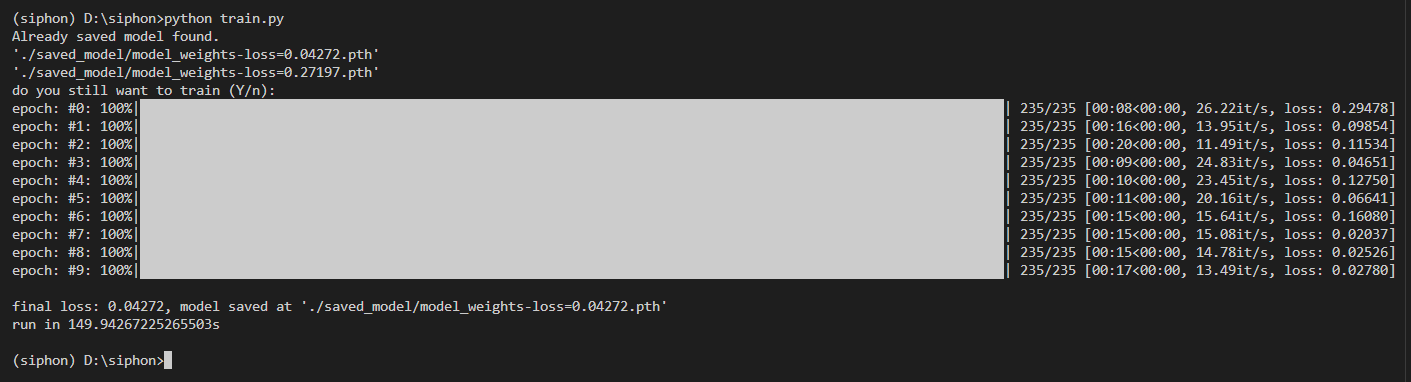 (siphon) D:\siphon>python train.py
Already saved model found.
'./saved_model/model_weights-loss=0.04272.pth'
'./saved_model/model_weights-loss=0.27197.pth'
do you still want to train (Y/n):
epoch: #0: 100%| | 235/235 [00:08<00:00, 26.22it/s, loss: 0.29478]
epoch: #1: 100%| | 235/235 [00:16<00:00, 13.95it/s, loss: 0.09854]
epoch: #2: 100%| | 235/235 [00:20<00:00, 11.49it/s, loss: 0.11534]
epoch: #3: 100%| | 235/235 [00:09<00:00, 24.83it/s, loss: 0.04651]
epoch: #4: 100%| | 235/235 [00:10<00:00, 23.45it/s, loss: 0.12750]
epoch: #5: 100%| | 235/235 [00:11<00:00, 20.16it/s, loss: 0.06641]
epoch: #6: 100%| | 235/235 [00:15<00:00, 15.64it/s, loss: 0.16080]
epoch: #7: 100%| | 235/235 [00:15<00:00, 15.08it/s, loss: 0.02037]
epoch: #8: 100%| | 235/235 [00:15<00:00, 14.78it/s, loss: 0.02526]
epoch: #9: 100%| | 235/235 [00:17<00:00, 13.49it/s, loss: 0.02780]
final loss: 0.04272, model saved at './saved_model/model_weights-loss=0.04272.pth'
run in 149.94267225265503s
(siphon) D:\siphon>